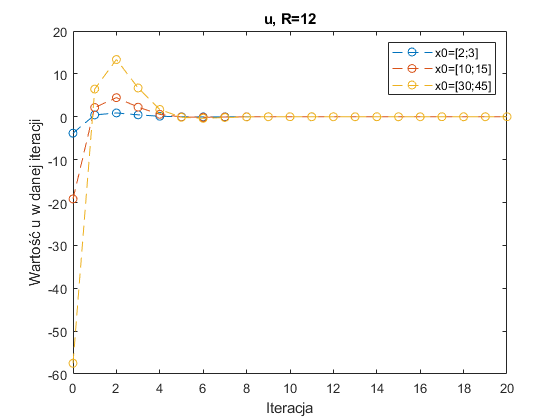 u, R=12
x0=[2;3]
x0=[10;15]
x0=[30;45]
Wartość u w danej iteracji
20
10
0
-10
-20
-30
-40
-50
-60
0 2 4 6 8 10 12 14 16 18 20
Iteracja